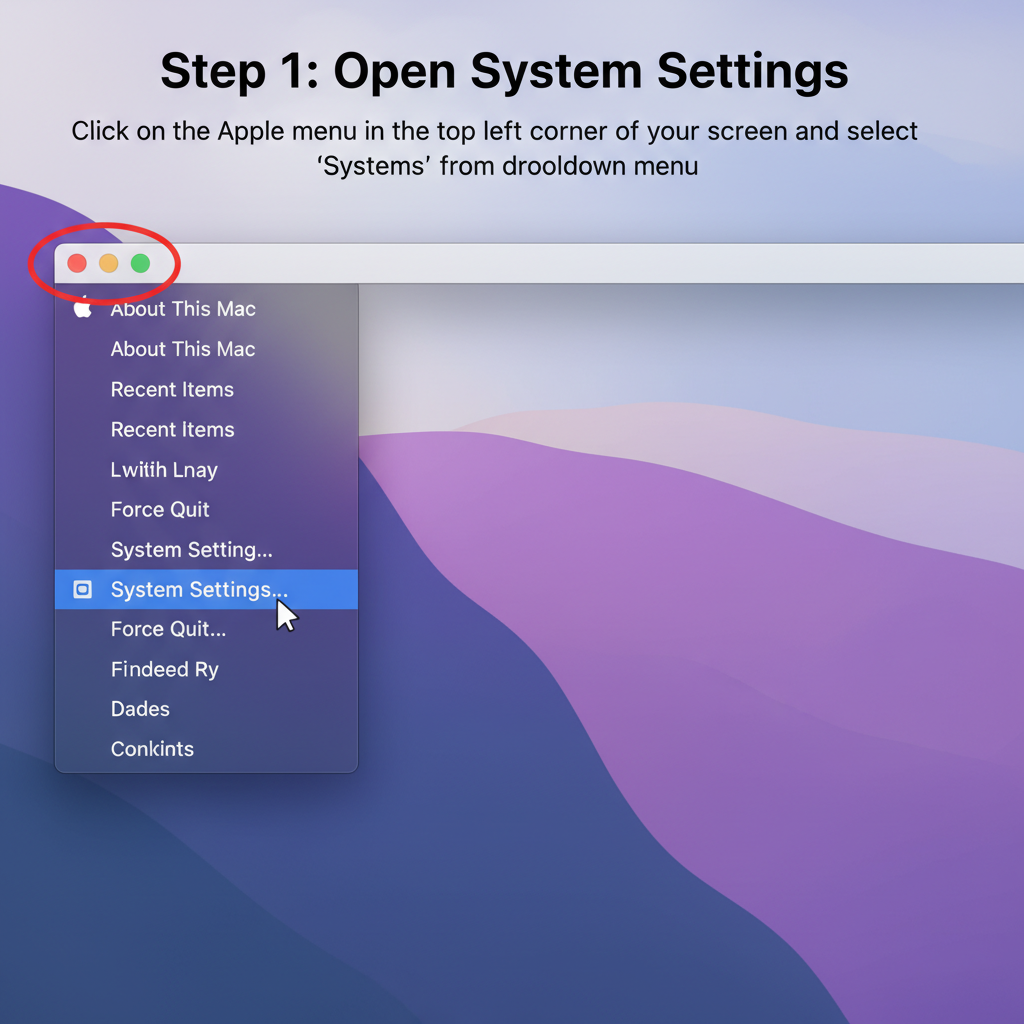 Step 1: Open System Settings
Click on the Apple menu in the top left corner of your screen and select
‘Systems’ from drooldown menu
About This Mac
About This Mac
Recent Items
Recent Items
Lwitih Lnay
Force Quit
System Setting...
System Settings...
Force Quit...
Findeed Ry
Dades
Conkints